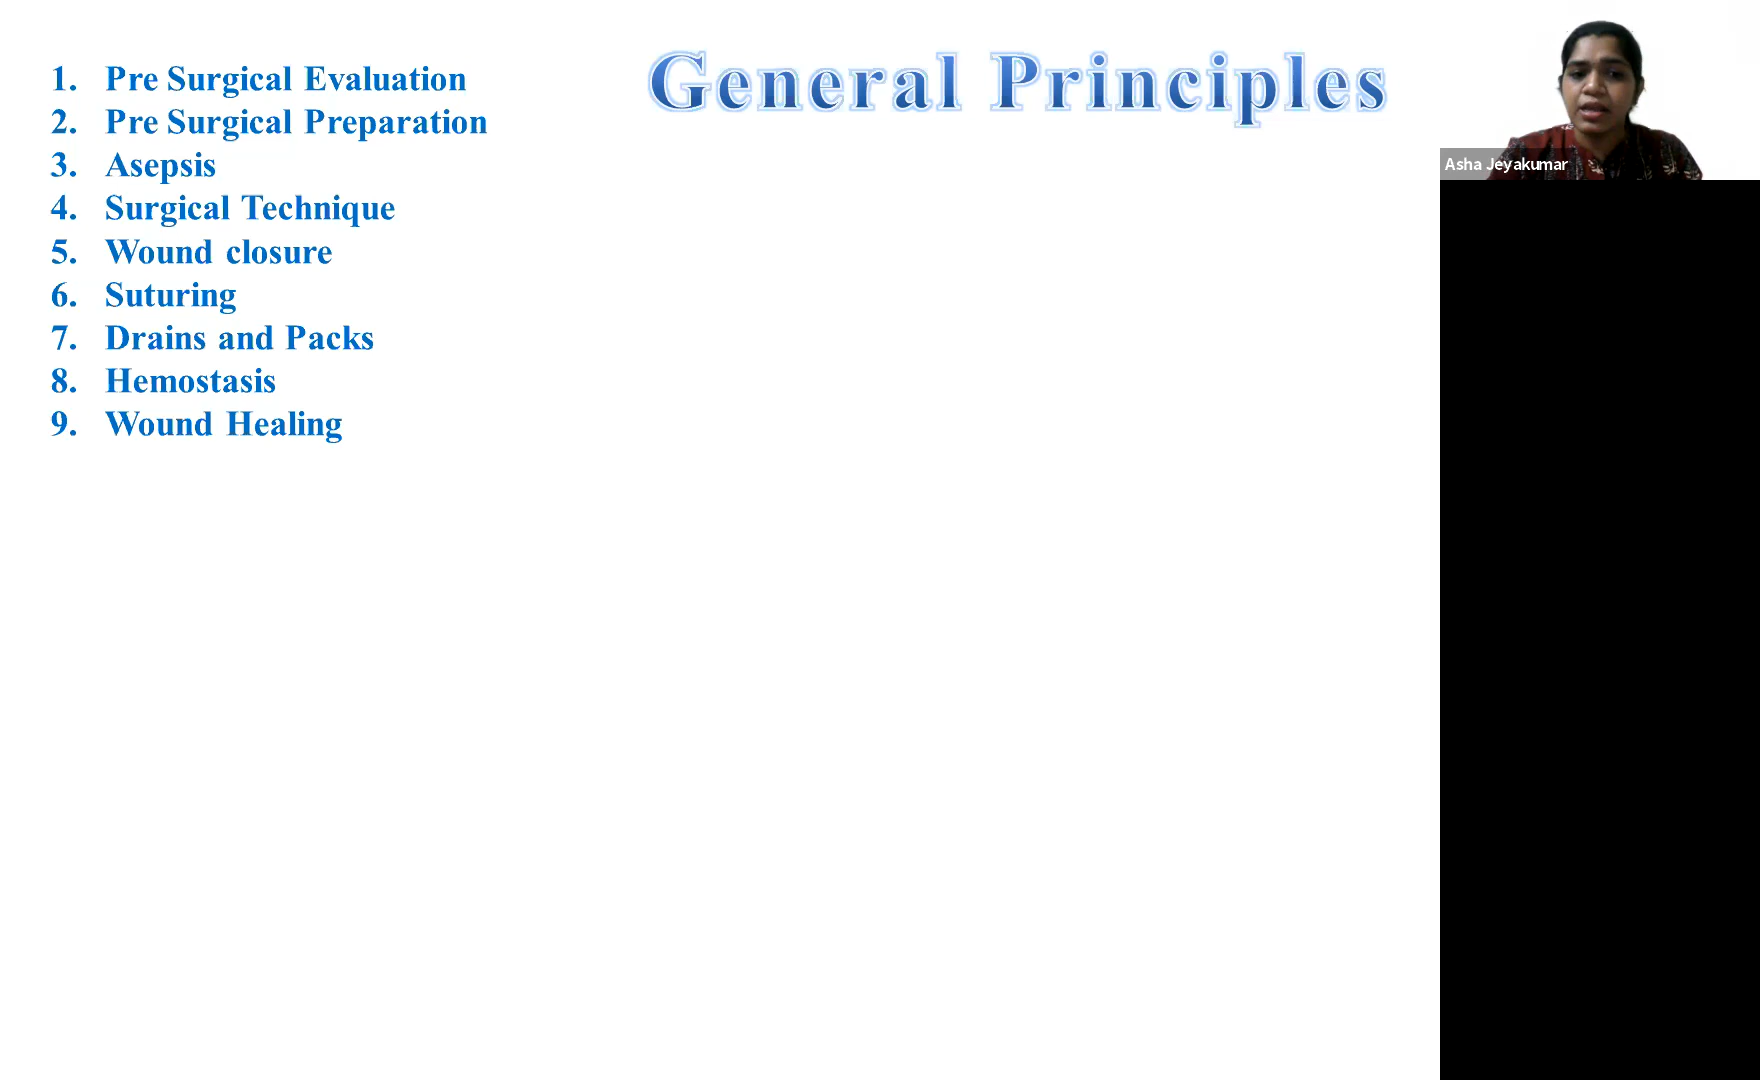 General Principles
1. Pre Surgical Evaluation
2. Pre Surgical Preparation
3. Asepsis
4. Surgical Technique
5. Wound closure
6. Suturing
7. Drains and Packs
8. Hemostasis
9. Wound Healing
Asha Jeyakumar